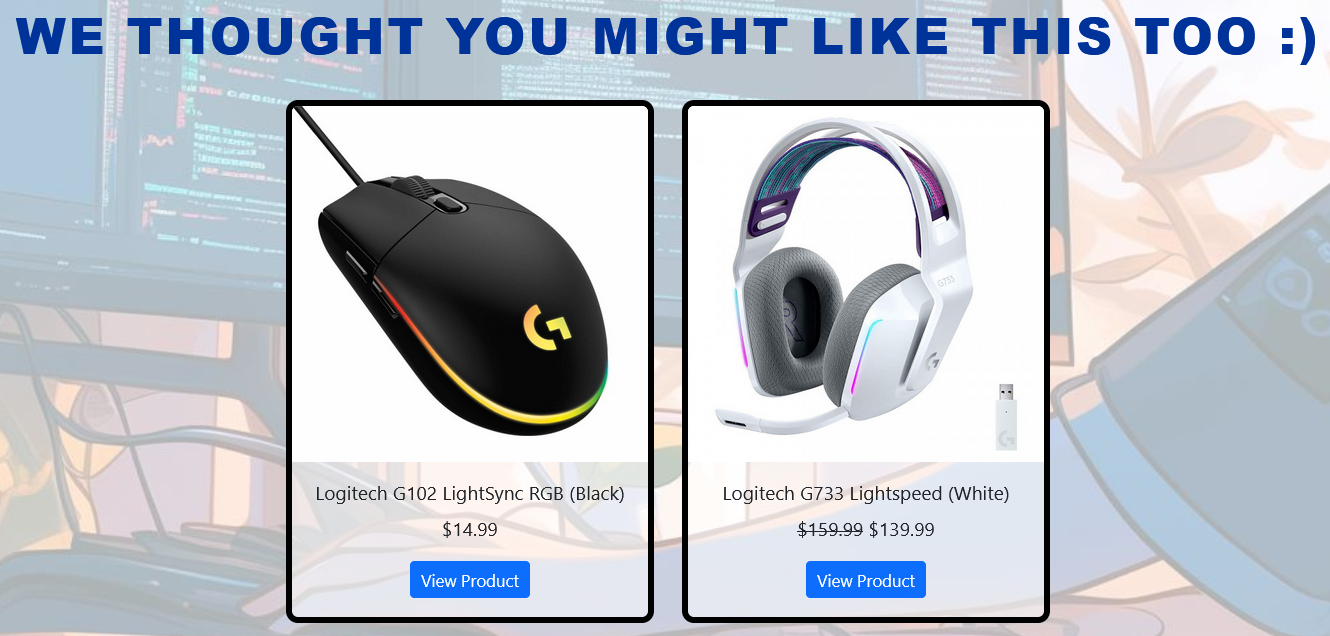 WE THOUGHT YOU MIGHT LIKE THIS TOO :)
G733
Logitech G102 LightSync RGB (Black)
$14.99
View Product
Logitech G733 Lightspeed (White)
$159.99 $139.99
View Product